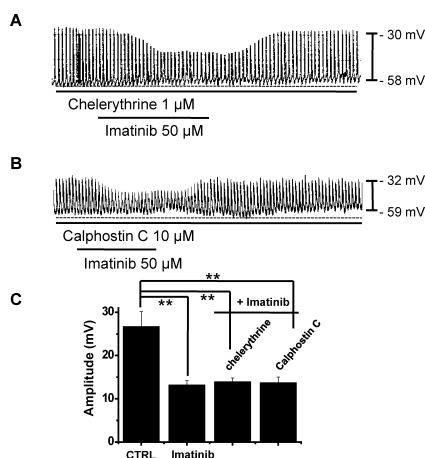 A
- 30 mV
- 58 mV
Chelerythrine 1 µM
Imatinib 50 µM
B
- 32 mV
- 59 mV
Calphostin C 10 µM
Imatinib 50 µM
C
**
+ Imatinib
** **
chelerythrine
Calphostin C
Amplitude (mV)
30
20
10
0
CTRL Imatinib